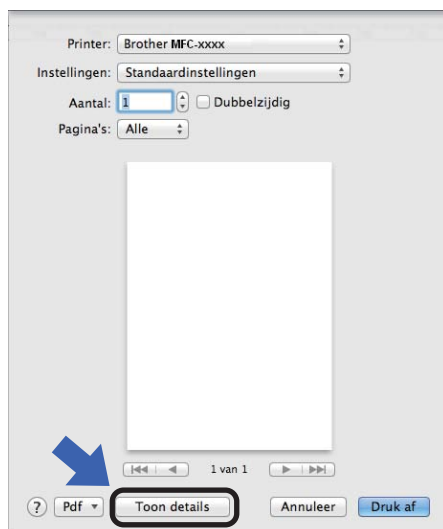 Printer: Brother MFC-xxxx
Instellingen: Standaardinstellingen
Aantal: 1 Dubbelzijdig
Pagina's: Alle
1 van 1
? Pdf Toon details Annuleer Druk af